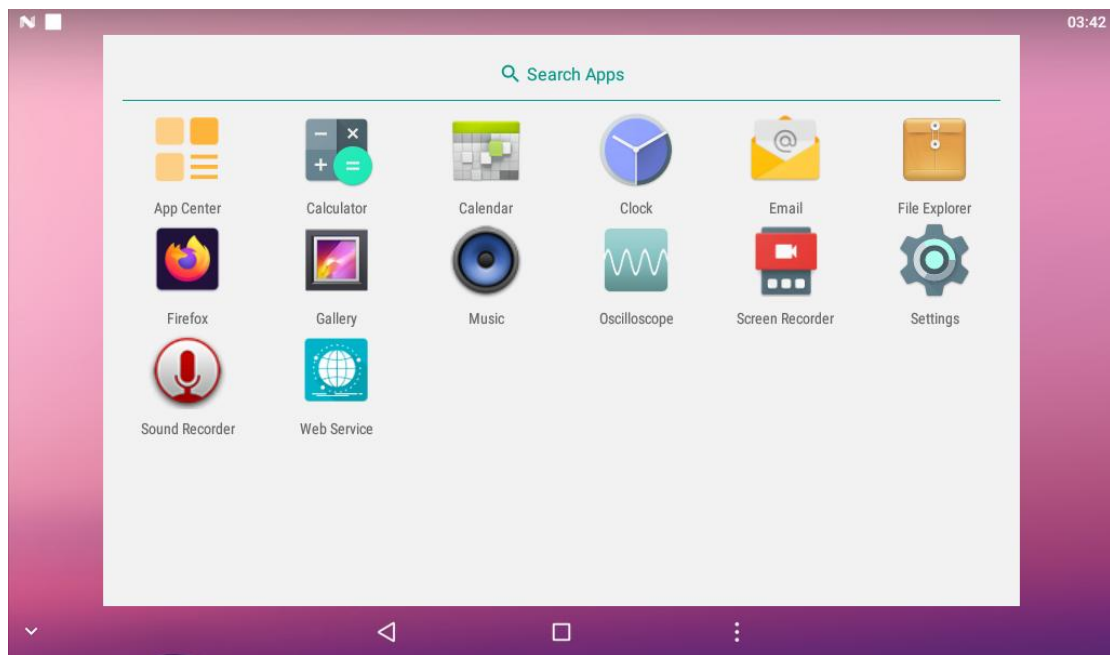 03:42
Search Apps
App Center Calculator Calendar Clock Email File Explorer
Firefox Gallery Music Oscilloscope Screen Recorder Settings
Sound Recorder Web Service